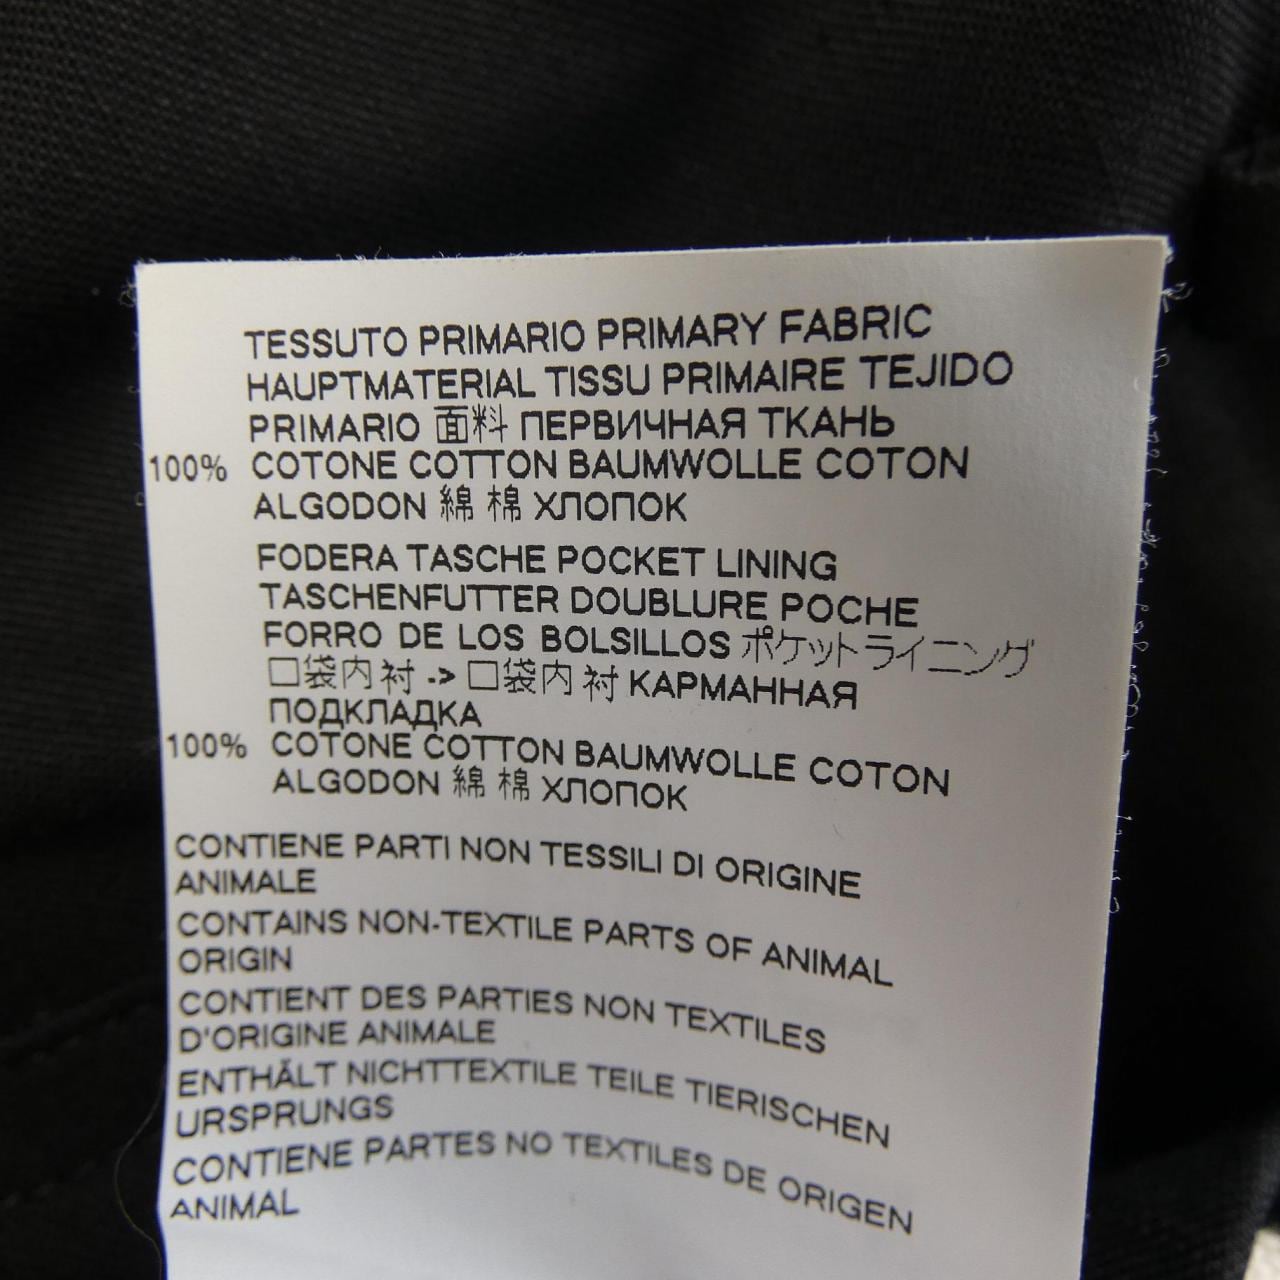 TESSUTO PRIMARIO PRIMARY FABRIC
HAUPTMATERIAL TISSU PRIMAIRE TEJIDO
PRIMARIO 面料 ПЕРВИЧНАЯ ТКАНЬ
100% COTONE COTTON BAUMWOLLE COTON
ALGODON 綿 棉 ХЛОПОК
FODERA TASCHE POCKET LINING
TASCHENFUTTER DOUBLURE POCHE
FORRO DE LOS BOLSILLOS ポケットライニング
口袋内衬 -> 口袋内衬 КАРМАННАЯ
ПОДКЛАДКА
100% COTONE COTTON BAUMWOLLE COTON
ALGODON 綿 棉 ХЛОПОК
CONTIENE PARTI NON TESSILI DI ORIGINE
ANIMALE
CONTAINS NON-TEXTILE PARTS OF ANIMAL
ORIGIN
CONTIENT DES PARTIES NON TEXTILES
D'ORIGINE ANIMALE
ENTHÄLT NICHTTEXTILE TEILE TIERISCHEN
URSPRUNGS
CONTIENE PARTES NO TEXTILES DE ORIGEN
ANIMAL